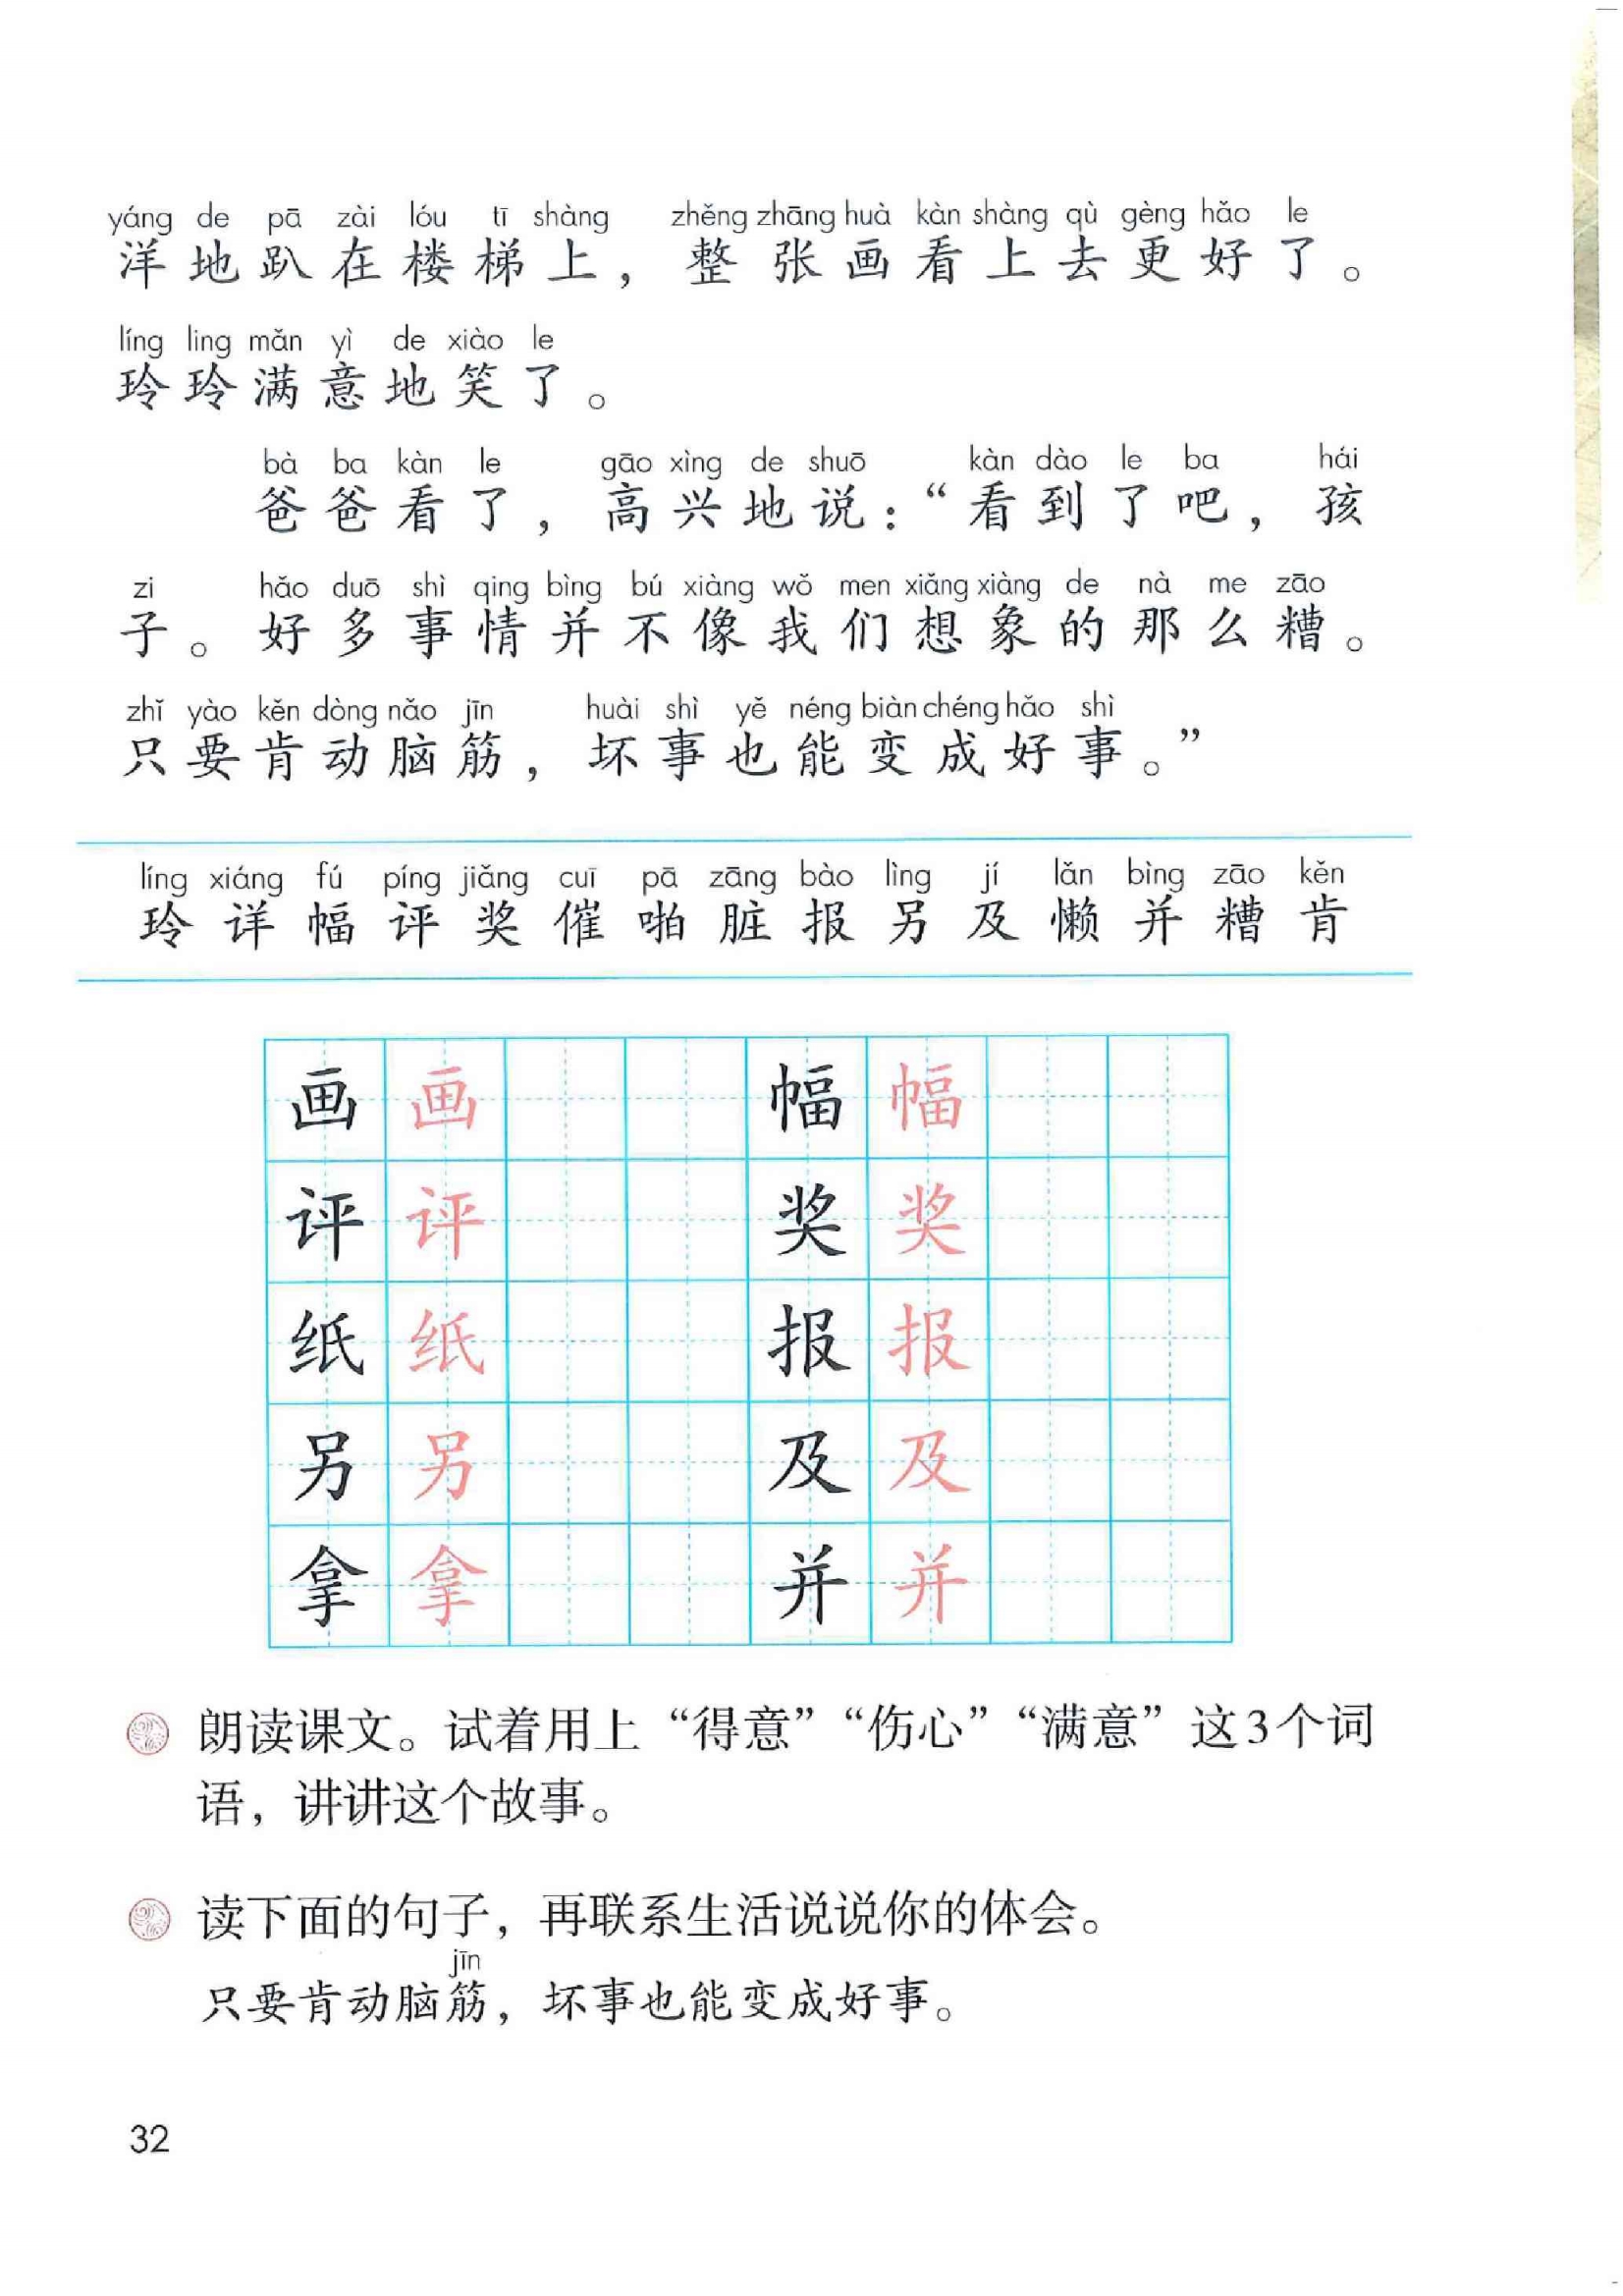 yáng de pā zài lóu tī shàng zhěng zhāng huà kàn shàng qù gèng hǎo le
洋地趴在楼梯上，整张画看上去更好了。
líng ling mǎn yì de xiào le
玲玲满意地笑了。
bà ba kàn le gāo xìng de shuō kàn dào le ba hái
爸爸看了，高兴地说：“看到了吧，孩
zi hǎo duō shì qing bìng bú xiàng wǒ men xiǎng xiàng de nà me zāo
子。好多事情并不像我们想象的那么糟。
zhǐ yào kěn dòng nǎo jīn huài shì yě néng biàn chéng hǎo shì
只要肯动脑筋，坏事也能变成好事。”
líng xiáng fú píng jiǎng cuī pā zāng bào lìng jí lǎn bìng zāo kěn
玲 详 幅 评 奖 催 啪 脏 报 另 及 懒 并 糟 肯
画 画 幅 幅
评 评 奖 奖
纸 纸 报 报
另 另 及 及
拿 拿 并 并
朗读课文。试着用上“得意”“伤心”“满意”这3个词
语，讲讲这个故事。
读下面的句子，再联系生活说说你的体会。
jīn
只要肯动脑筋，坏事也能变成好事。
32